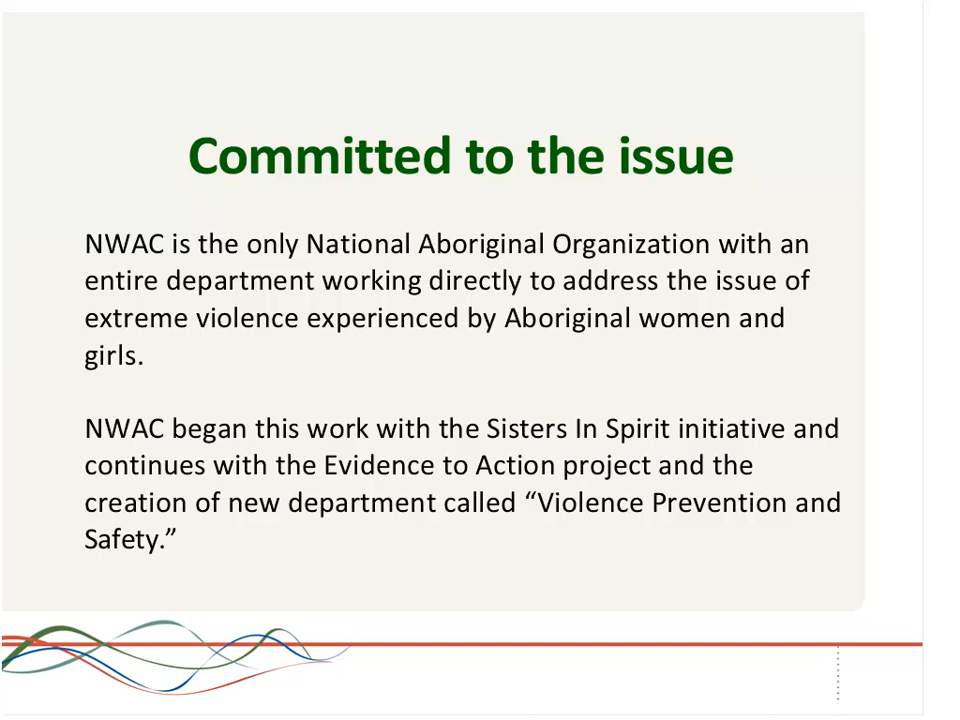 Committed to the issue
NWAC is the only National Aboriginal Organization with an
entire department working directly to address the issue of
extreme violence experienced by Aboriginal women and
girls.
NWAC began this work with the Sisters In Spirit initiative and
continues with the Evidence to Action project and the
creation of new department called “Violence Prevention and
Safety.”